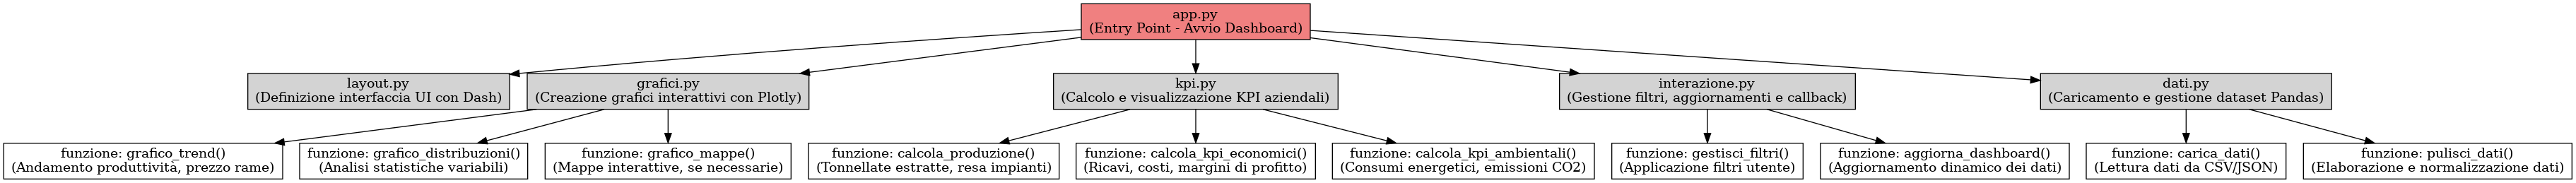 app.py
(Entry Point - Avvio Dashboard)
layout.py
(Definizione interfaccia UI con Dash)
grafici.py
(Creazione grafici interattivi con Plotly)
kpi.py
(Calcolo e visualizzazione KPI aziendali)
interazione.py
(Gestione filtri, aggiornamenti e callback)
dati.py
(Caricamento e gestione dataset Pandas)
funzione: grafico_trend()
(Andamento produttività, prezzo rame)
funzione: grafico_distribuzioni()
(Analisi statistiche variabili)
funzione: grafico_mappe()
(Mappe interattive, se necessarie)
funzione: calcola_produzione()
(Tonnellate estratte, resa impianti)
funzione: calcola_kpi_economici()
(Ricavi, costi, margini di profitto)
funzione: calcola_kpi_ambientali()
(Consumi energetici, emissioni CO2)
funzione: gestisci_filtri()
(Applicazione filtri utente)
funzione: aggiorna_dashboard()
(Aggiornamento dinamico dei dati)
funzione: carica_dati()
(Lettura dati da CSV/JSON)
funzione: pulisci_dati()
(Elaborazione e normalizzazione dati)